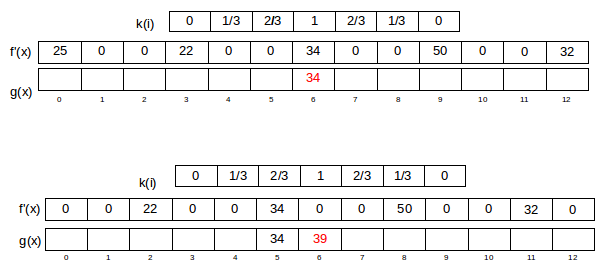 k(i) 0 1/3 2/3 1 2/3 1/3 0
f'(x) 25 0 0 22 0 0 34 0 0 50 0 0 32
g(x) 34
0 1 2 3 4 5 6 7 8 9 10 11 12
k(i) 0 1/3 2/3 1 2/3 1/3 0
f'(x) 0 0 22 0 0 34 0 0 50 0 0 32 0
g(x) 34 39
0 1 2 3 4 5 6 7 8 9 10 11 12